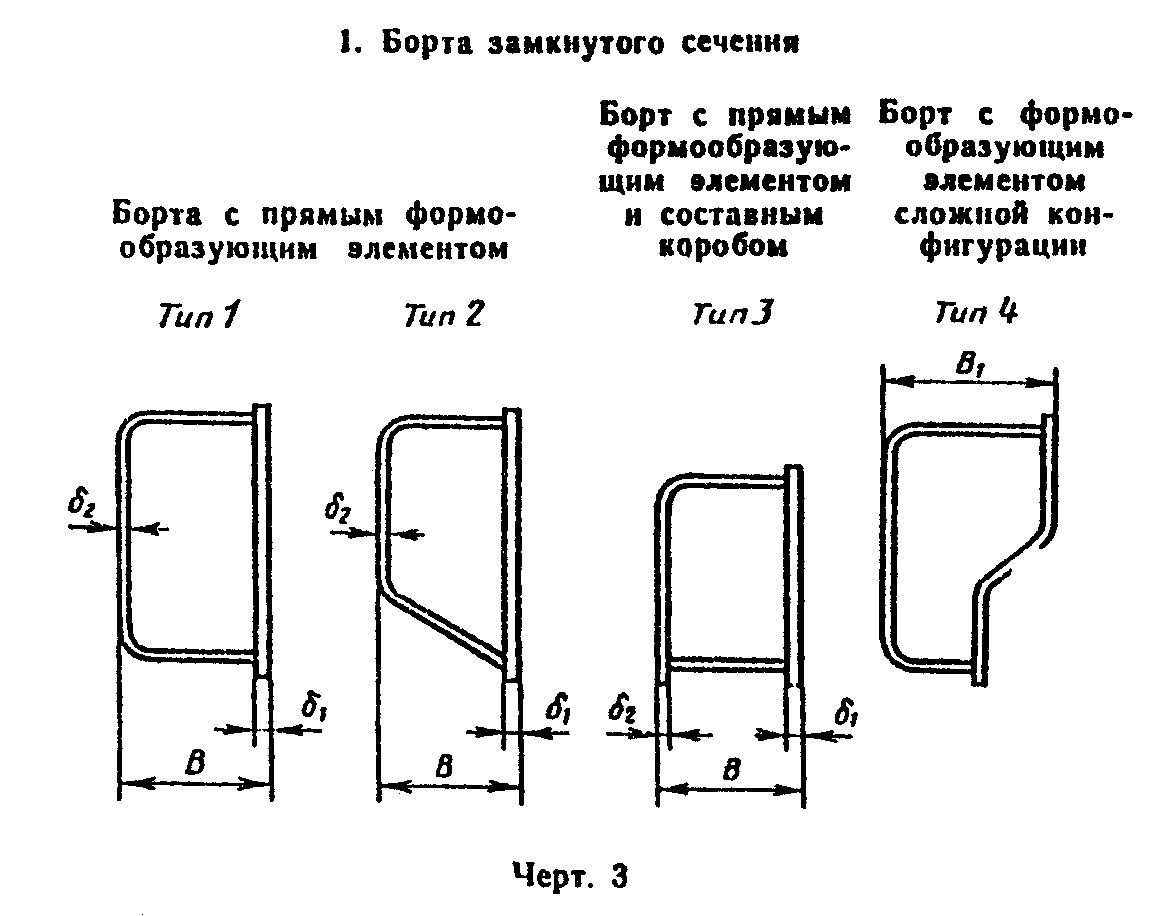 1. Борта замкнутого сечения
Борта с прямым формо-
образующим элементом
Борт с прямым
формообразую-
щим элементом
и составным
коробом
Борт с формо-
образующим
элементом
сложной кон-
фигурации
Тип 1
Тип 2
Тип 3
Тип 4
B₁
δ₂
δ₂
δ₁
δ₁
δ₂
δ₁
B
B
B
Черт. 3